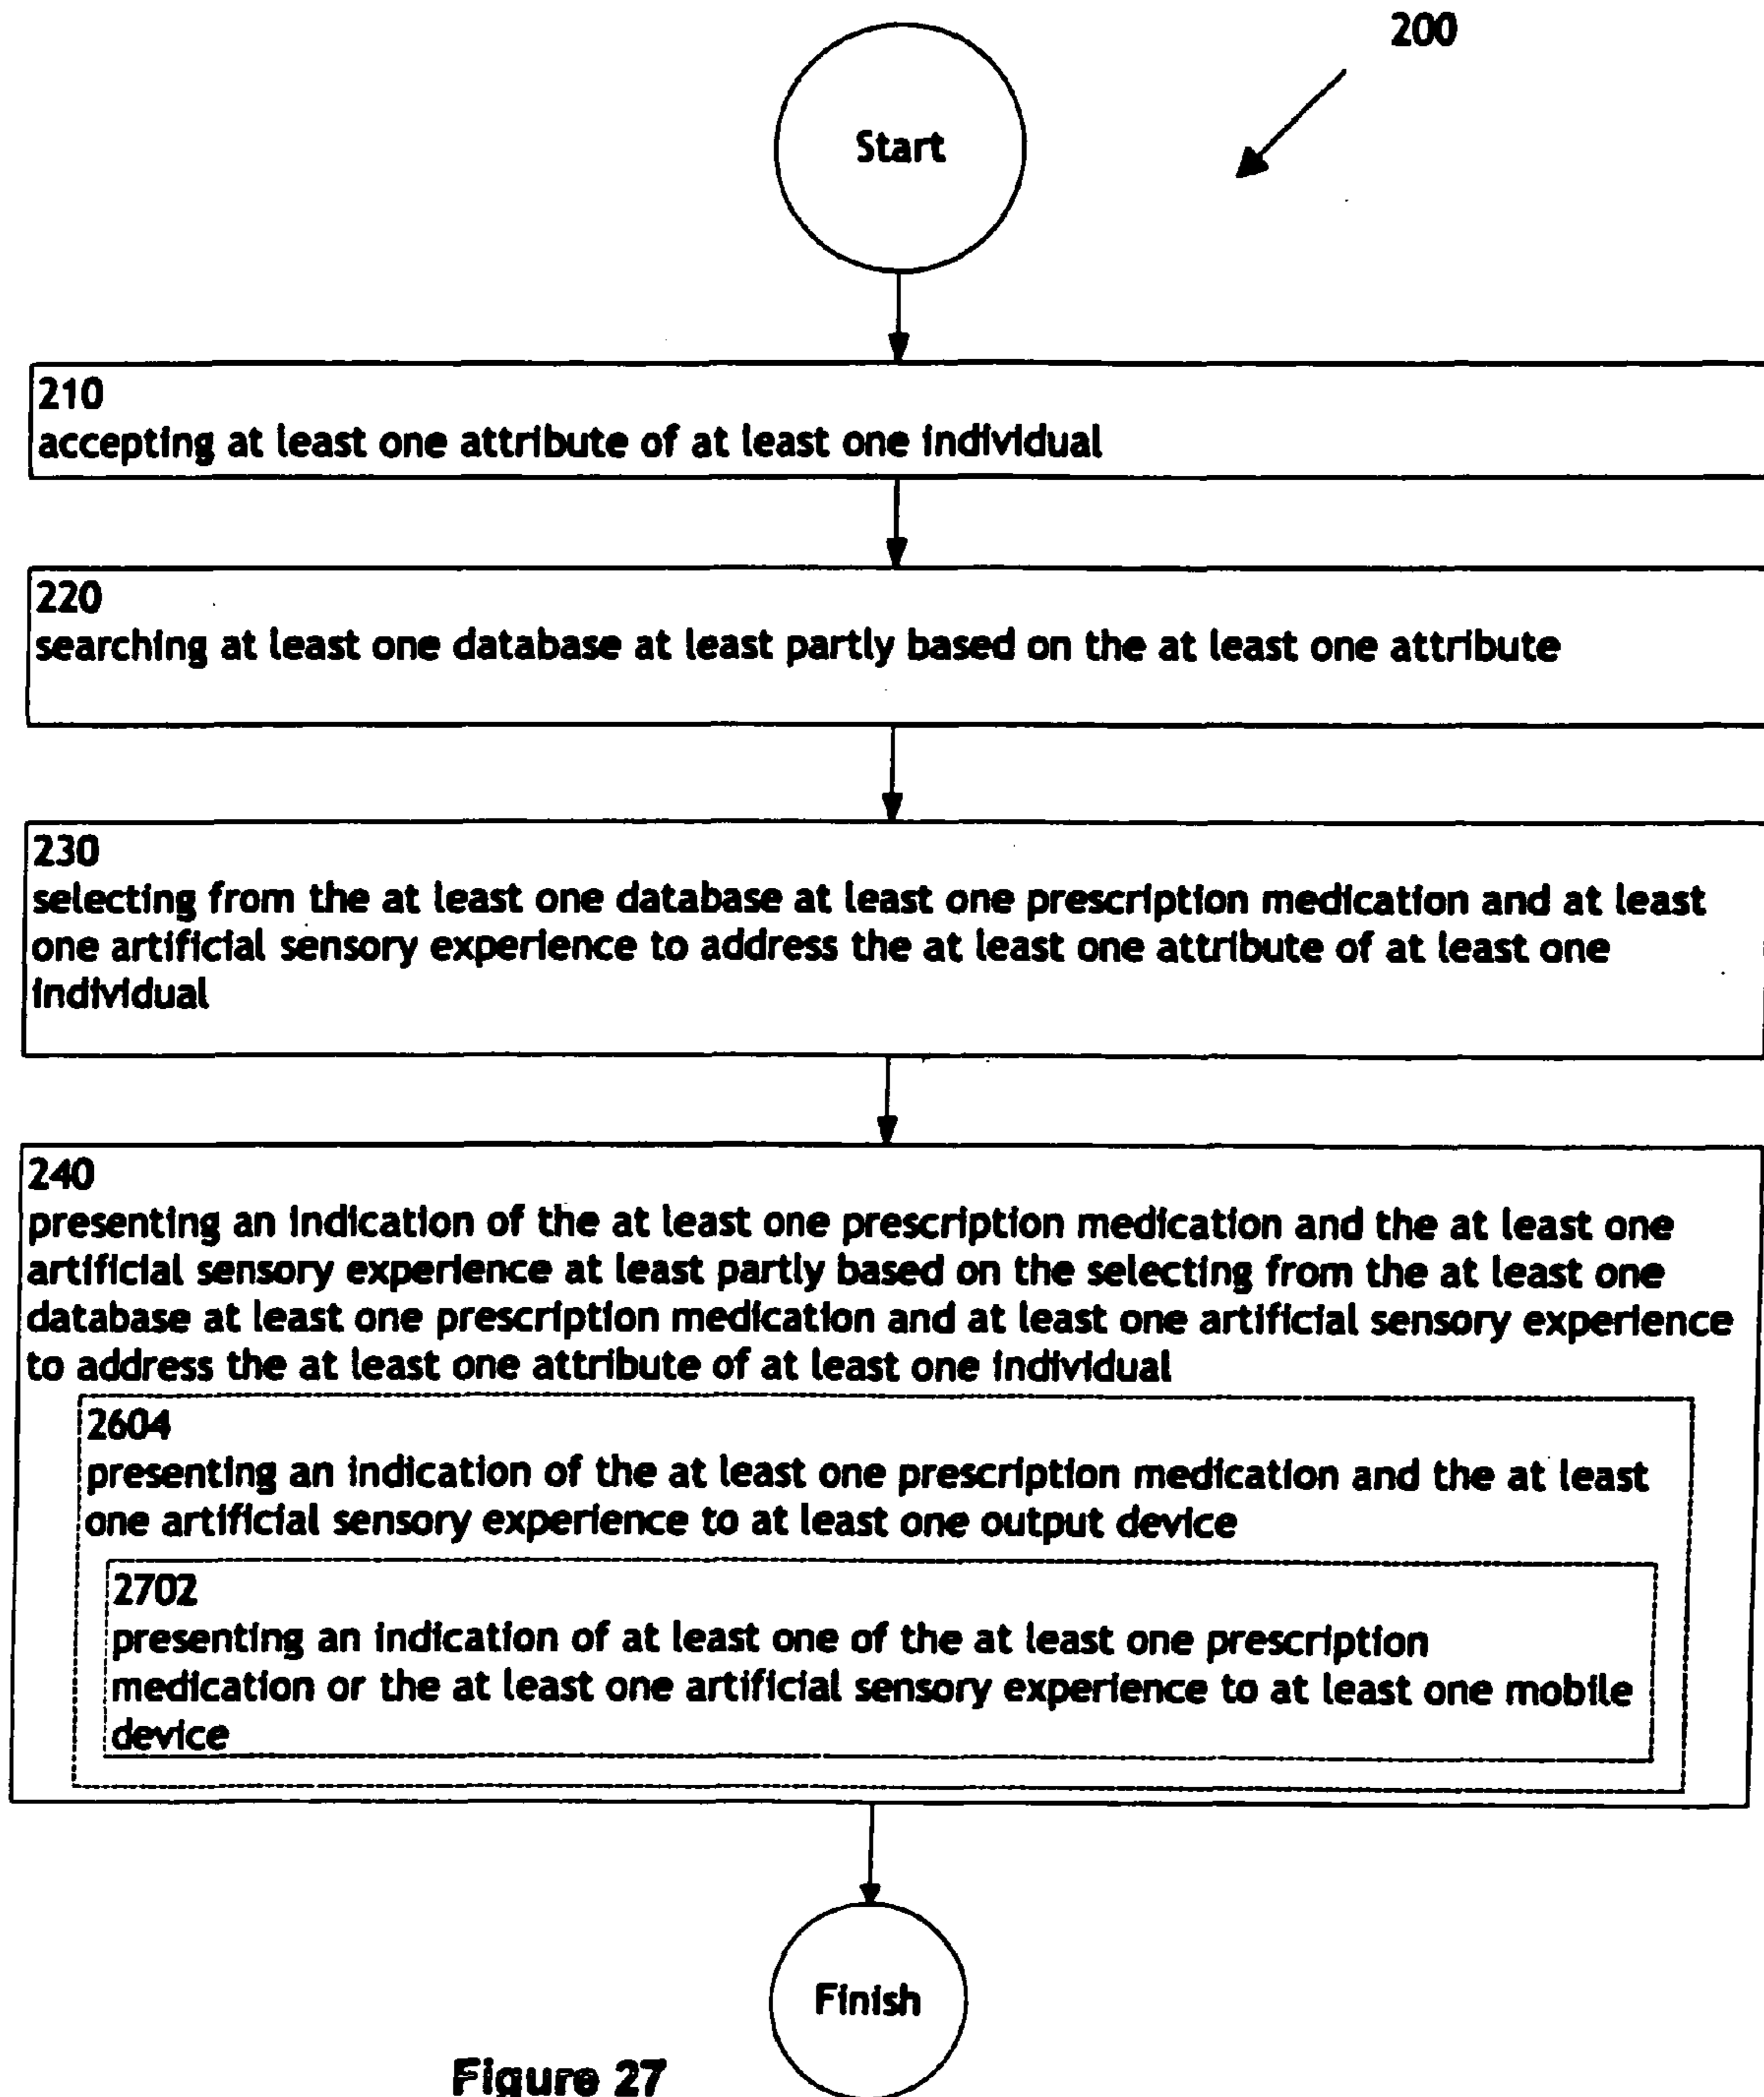 200
Start
210
accepting at least one attribute of at least one individual
220
searching at least one database at least partly based on the at least one attribute
230
selecting from the at least one database at least one prescription medication and at least
one artificial sensory experience to address the at least one attribute of at least one
individual
240
presenting an indication of the at least one prescription medication and the at least one
artificial sensory experience at least partly based on the selecting from the at least one
database at least one prescription medication and at least one artificial sensory experience
to address the at least one attribute of at least one individual
2604
presenting an indication of the at least one prescription medication and the at least
one artificial sensory experience to at least one output device
2702
presenting an indication of at least one of the at least one prescription
medication or the at least one artificial sensory experience to at least one mobile
device
Finish
Figure 27